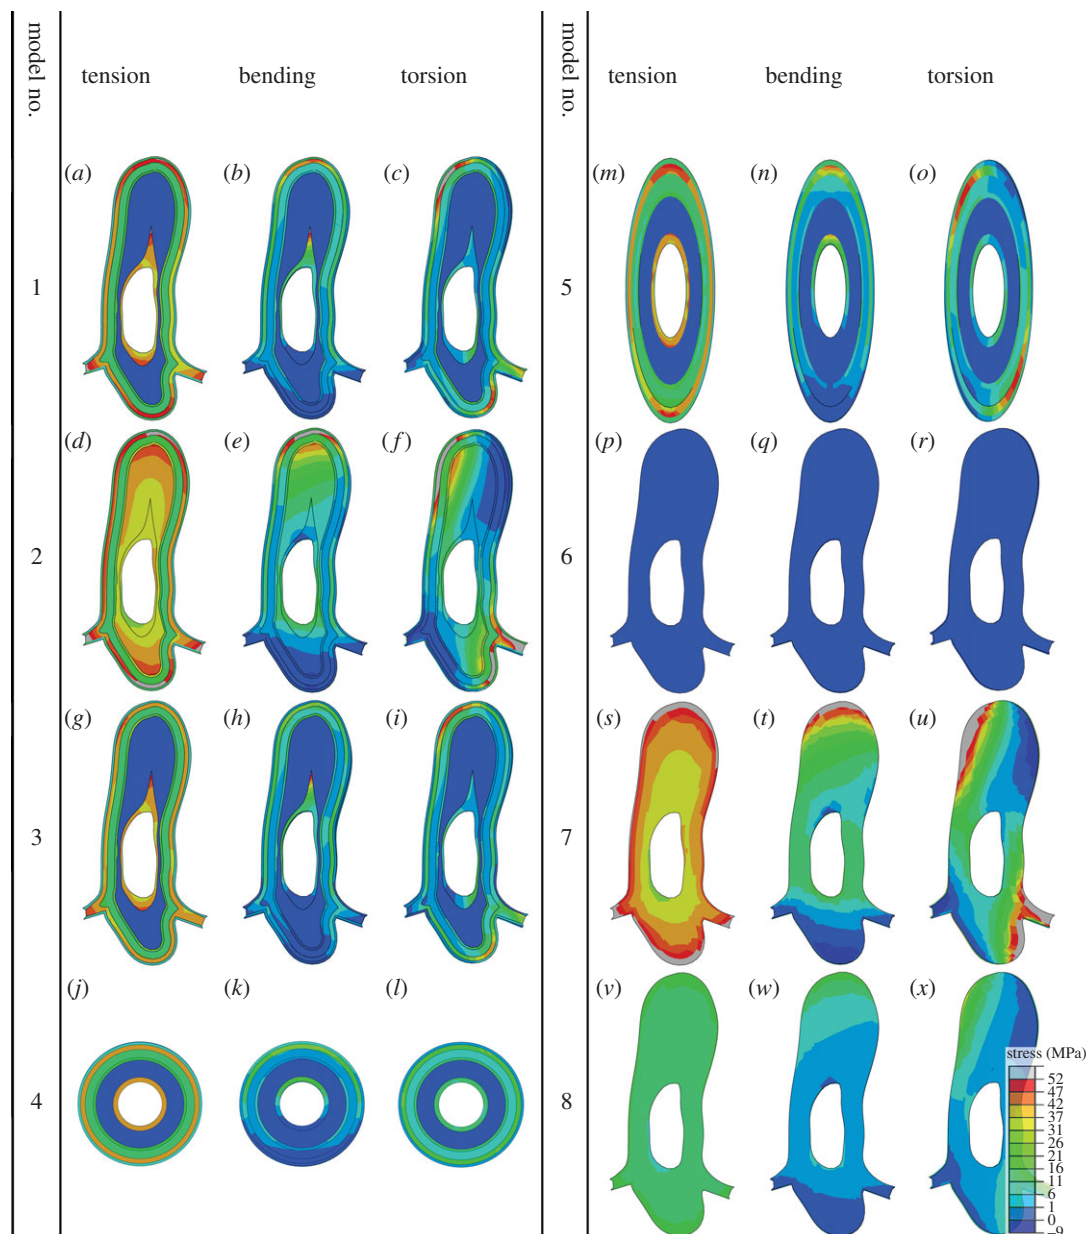 model no.
tension
bending
torsion
model no.
tension
bending
torsion
(a)
(b)
(c)
(m)
(n)
(o)
1
5
(d)
(e)
(f)
(p)
(q)
(r)
2
6
(g)
(h)
(i)
(s)
(t)
(u)
3
7
(j)
(k)
(l)
(v)
(w)
(x)
4
8
stress (MPa)
52
47
42
37
31
26
21
16
11
6
1
0
−9